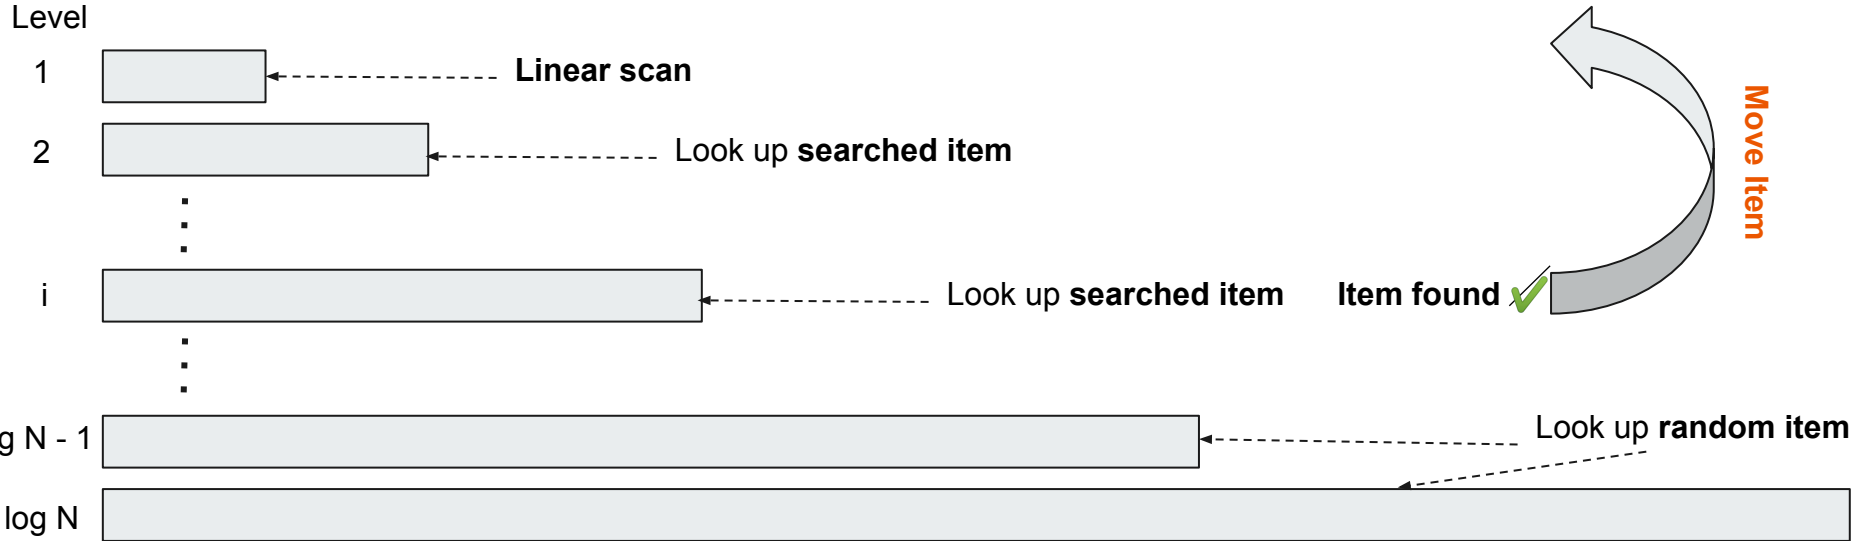 Level
1
Linear scan
2
Look up searched item
Move Item
i
Look up searched item
Item found
g N - 1
Look up random item
log N